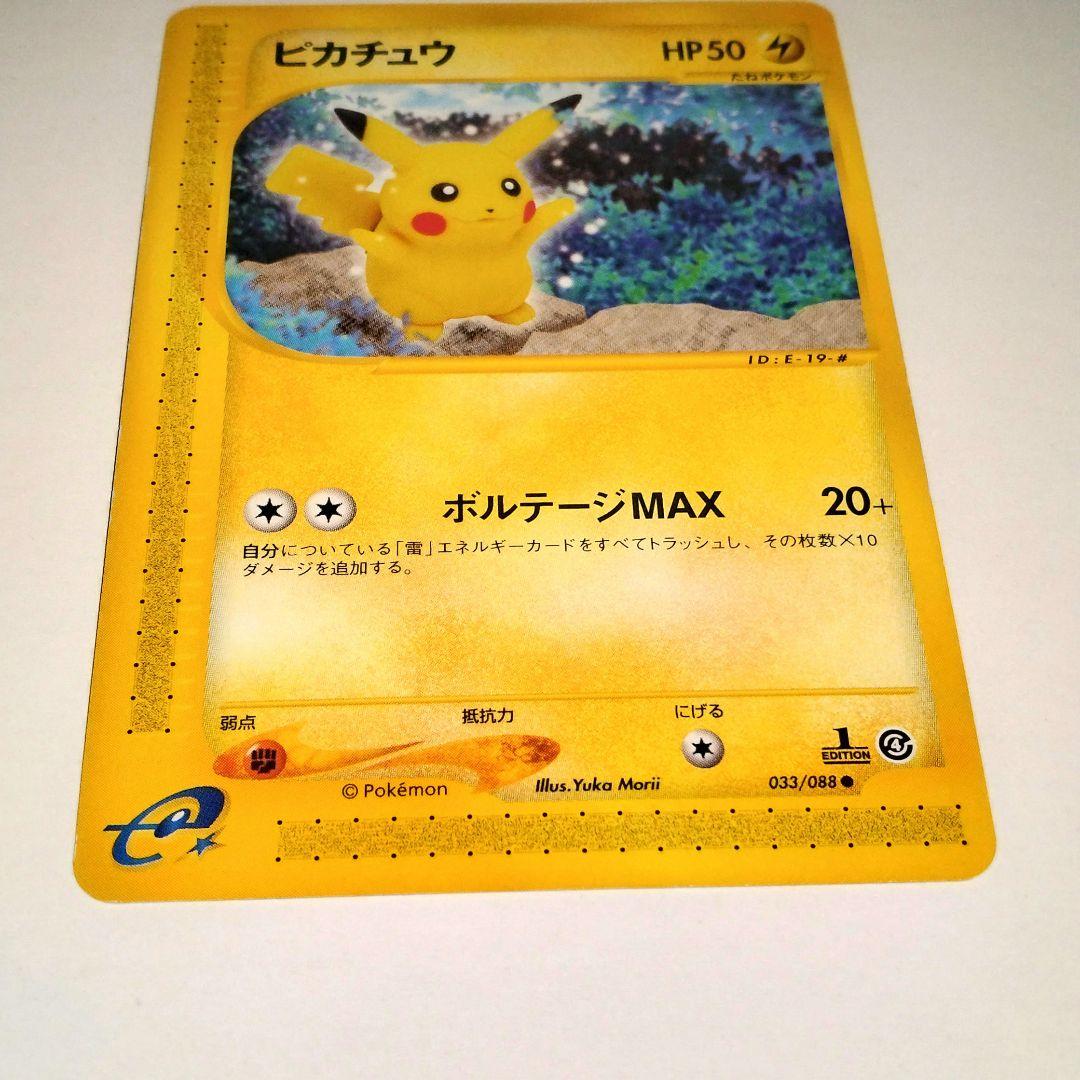 ピカチュウ HP50
たねポケモン
ID:E-19-#
ボルテージMAX 20+
自分についている「雷」エネルギーカードをすべてトラッシュし、その枚数×10
ダメージを追加する。
弱点 抵抗力 にげる
1 EDITION 4
©Pokémon Illus.Yuka Morii 033/088●
e